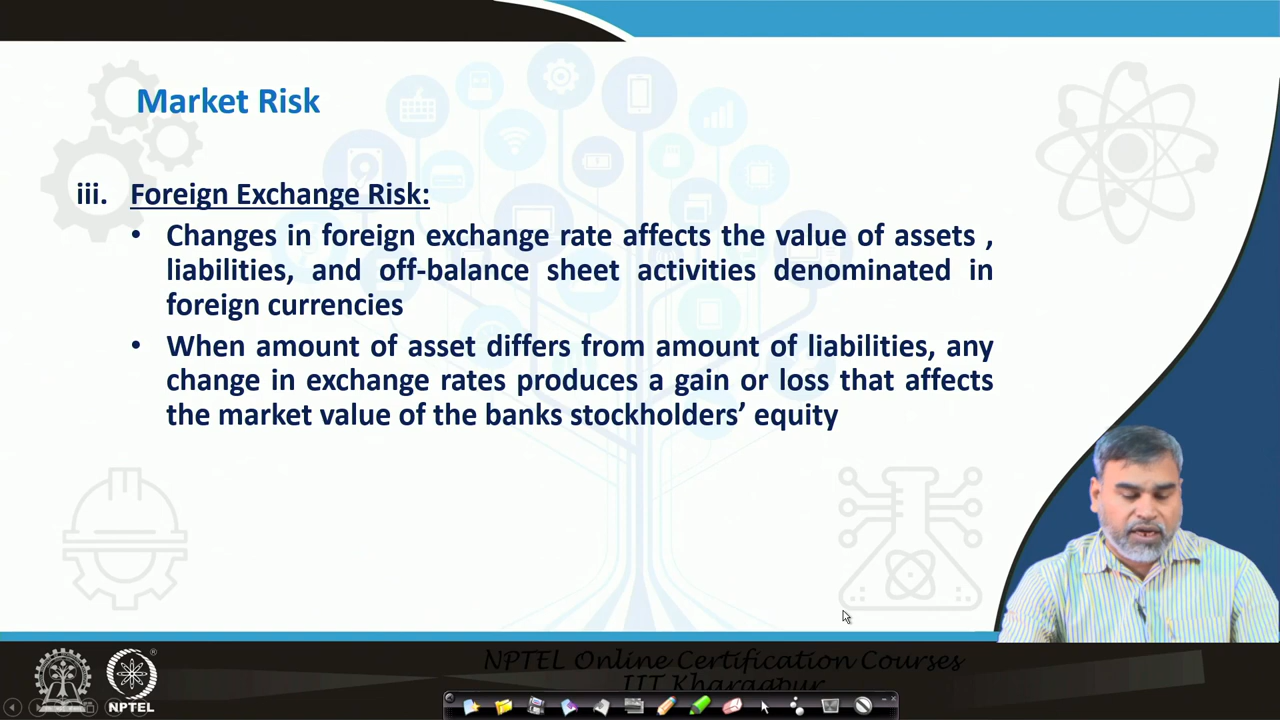 Market Risk
iii. Foreign Exchange Risk:
• Changes in foreign exchange rate affects the value of assets ,
liabilities, and off-balance sheet activities denominated in
foreign currencies
• When amount of asset differs from amount of liabilities, any
change in exchange rates produces a gain or loss that affects
the market value of the banks stockholders’ equity
NPTEL Online Certification Courses
IIT Kharagpur
NPTEL